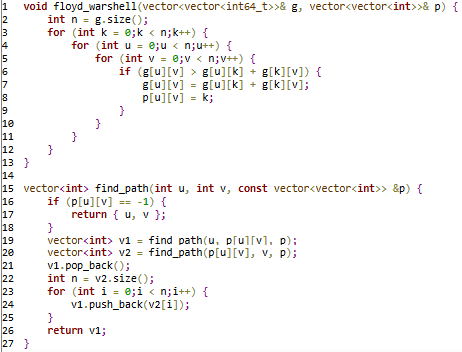 1 void floyd_warshell(vector<vector<int64_t>>& g, vector<vector<int>>& p) {
2     int n = g.size();
3     for (int k = 0;k < n;k++) {
4         for (int u = 0;u < n;u++) {
5             for (int v = 0;v < n;v++) {
6                 if (g[u][v] > g[u][k] + g[k][v]) {
7                     g[u][v] = g[u][k] + g[k][v];
8                     p[u][v] = k;
9                 }
10             }
11         }
12     }
13 }
14
15 vector<int> find_path(int u, int v, const vector<vector<int>> &p) {
16     if (p[u][v] == -1) {
17         return { u, v };
18     }
19     vector<int> v1 = find_path(u, p[u][v], p);
20     vector<int> v2 = find_path(p[u][v], v, p);
21     v1.pop_back();
22     int n = v2.size();
23     for (int i = 0;i < n;i++) {
24         v1.push_back(v2[i]);
25     }
26     return v1;
27 }